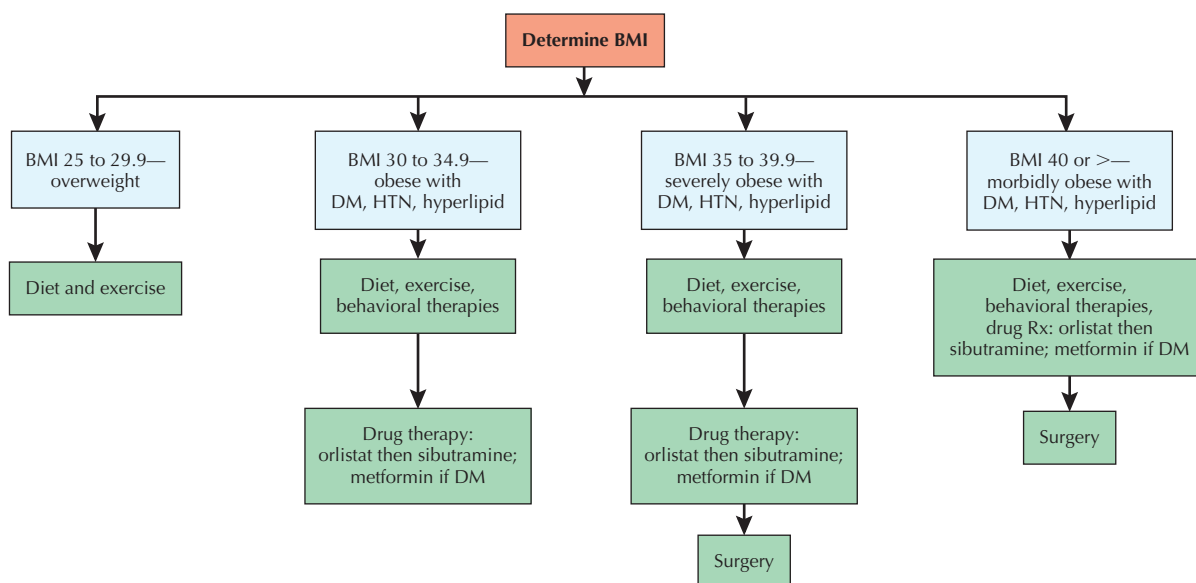 Determine BMI
BMI 25 to 29.9—
overweight
BMI 30 to 34.9—
obese with
DM, HTN, hyperlipid
BMI 35 to 39.9—
severely obese with
DM, HTN, hyperlipid
BMI 40 or >—
morbidly obese with
DM, HTN, hyperlipid
Diet and exercise
Diet, exercise,
behavioral therapies
Diet, exercise,
behavioral therapies
Diet, exercise,
behavioral therapies,
drug Rx: orlistat then
sibutramine; metformin if DM
Drug therapy:
orlistat then sibutramine;
metformin if DM
Drug therapy:
orlistat then sibutramine;
metformin if DM
Surgery
Surgery